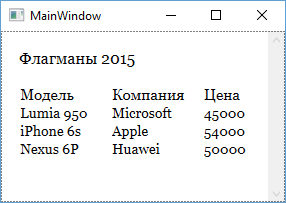 MainWindow
Флагманы 2015
Модель Компания Цена
Lumia 950 Microsoft 45000
iPhone 6s Apple 54000
Nexus 6P Huawei 50000